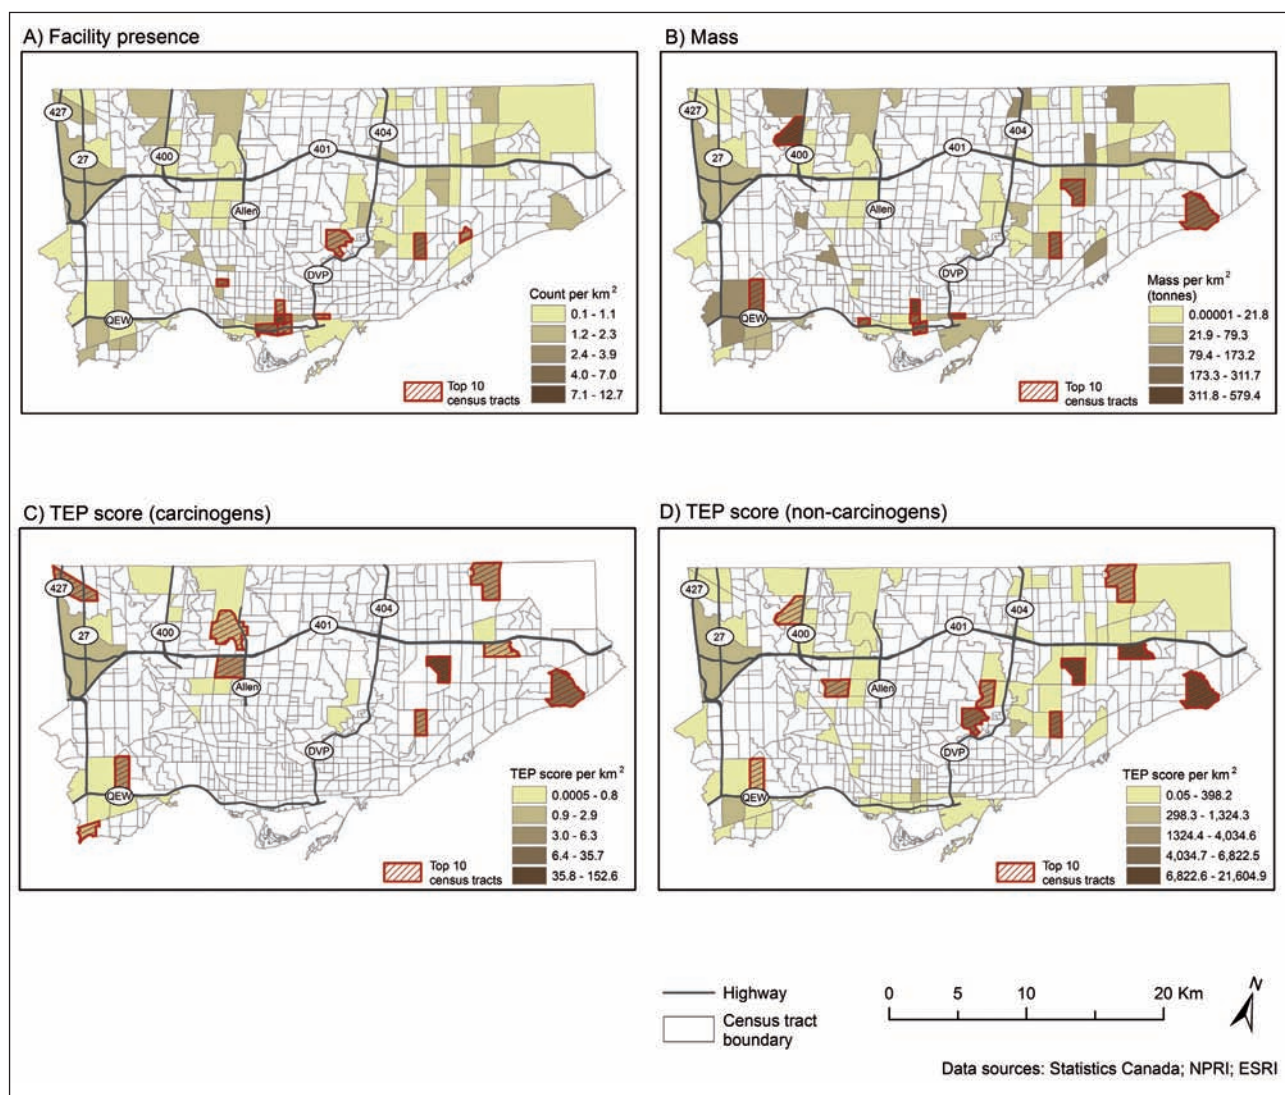 A) Facility presence
427
27
400
401
404
Allen
DVP
QEW
Count per km2
0.1 - 1.1
1.2 - 2.3
2.4 - 3.9
4.0 - 7.0
7.1 - 12.7
Top 10
census tracts
B) Mass
427
27
400
401
404
Allen
DVP
QEW
Mass per km2
(tonnes)
0.00001 - 21.8
21.9 - 79.3
79.4 - 173.2
173.3 - 311.7
311.8 - 579.4
Top 10
census tracts
C) TEP score (carcinogens)
427
27
400
401
404
Allen
DVP
QEW
TEP score per km2
0.0005 - 0.8
0.9 - 2.9
3.0 - 6.3
6.4 - 35.7
35.8 - 152.6
Top 10
census tracts
D) TEP score (non-carcinogens)
427
27
400
401
404
Allen
DVP
QEW
TEP score per km2
0.05 - 398.2
298.3 - 1,324.3
1324.4 - 4,034.6
4,034.7 - 6,822.5
6,822.6 - 21,604.9
Top 10
census tracts
Highway
Census tract
boundary
0 5 10 20 Km
N
Data sources: Statistics Canada; NPRI; ESRI